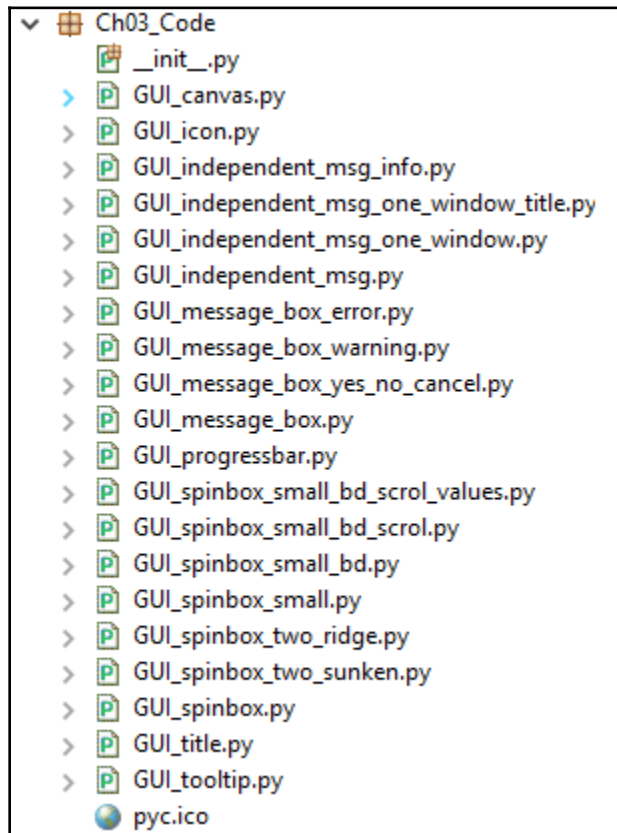 Ch03_Code
__init__.py
GUI_canvas.py
GUI_icon.py
GUI_independent_msg_info.py
GUI_independent_msg_one_window_title.py
GUI_independent_msg_one_window.py
GUI_independent_msg.py
GUI_message_box_error.py
GUI_message_box_warning.py
GUI_message_box_yes_no_cancel.py
GUI_message_box.py
GUI_progressbar.py
GUI_spinbox_small_bd_scrol_values.py
GUI_spinbox_small_bd_scrol.py
GUI_spinbox_small_bd.py
GUI_spinbox_small.py
GUI_spinbox_two_ridge.py
GUI_spinbox_two_sunken.py
GUI_spinbox.py
GUI_title.py
GUI_tooltip.py
pyc.ico